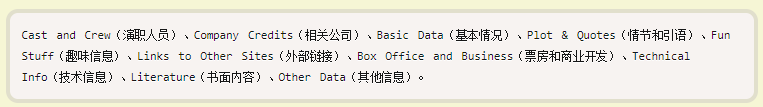 Cast and Crew（演职人员）、Company Credits（相关公司）、Basic Data（基本情况）、Plot & Quotes（情节和引语）、Fun
Stuff（趣味信息）、Links to Other Sites（外部链接）、Box Office and Business（票房和商业开发）、Technical
Info（技术信息）、Literature（书面内容）、Other Data（其他信息）。